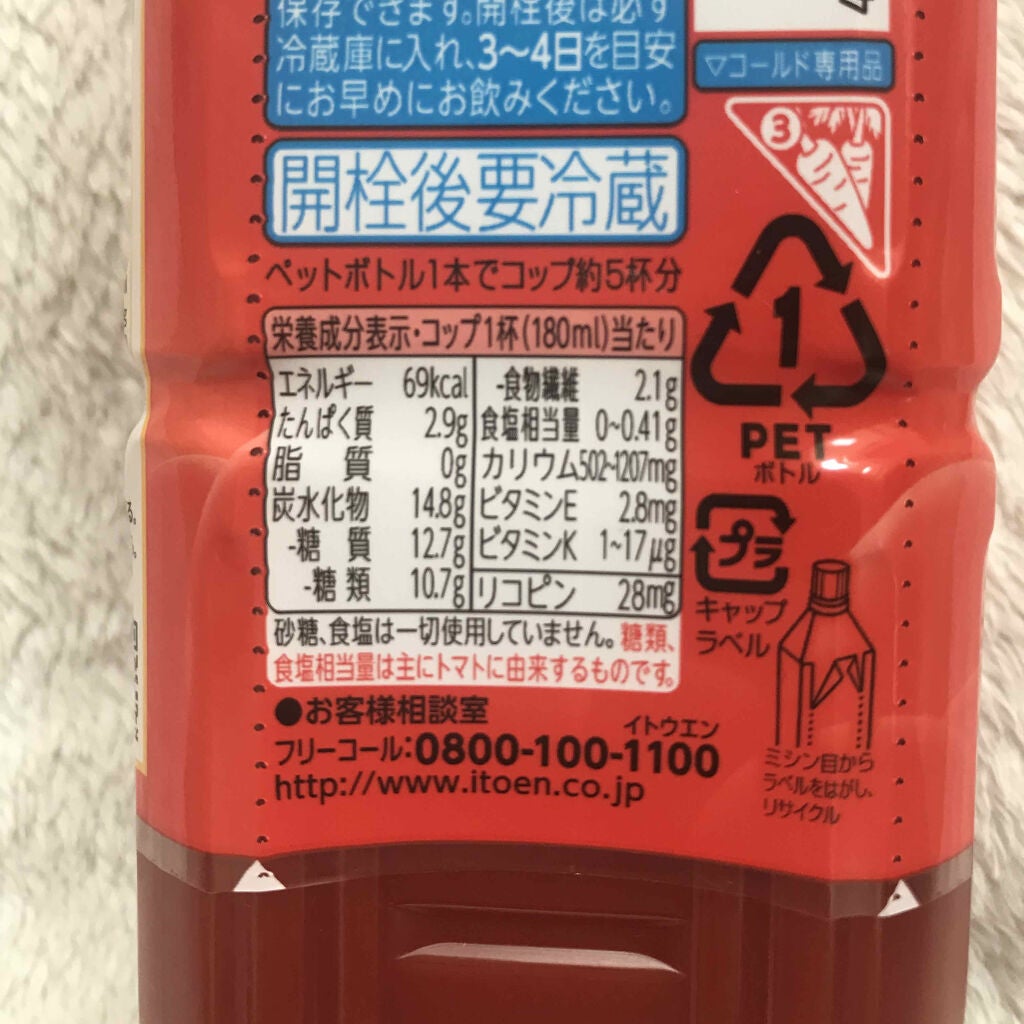 保存できます。開栓後は必ず
冷蔵庫に入れ、3〜4日を目安
にお早めにお飲みください。
▽コールド専用品
3
開栓後要冷蔵
ペットボトル1本でコップ約5杯分
栄養成分表示・コップ1杯(180ml)当たり
エネルギー 69kcal
たんぱく質 2.9g
脂 質 0g
炭水化物 14.8g
-糖 質 12.7g
-糖 類 10.7g
-食物繊維 2.1g
食塩相当量 0~0.41g
カリウム 502~1207mg
ビタミンE 2.8mg
ビタミンK 1~17μg
リコピン 28mg
砂糖、食塩は一切使用していません。糖類、
食塩相当量は主にトマトに由来するものです。
1
PET
ボトル
プラ
キャップ
ラベル
ミシン目から
ラベルをはがし、
リサイクル
●お客様相談室
イトウエン
フリーコール:0800-100-1100
http://www.itoen.co.jp